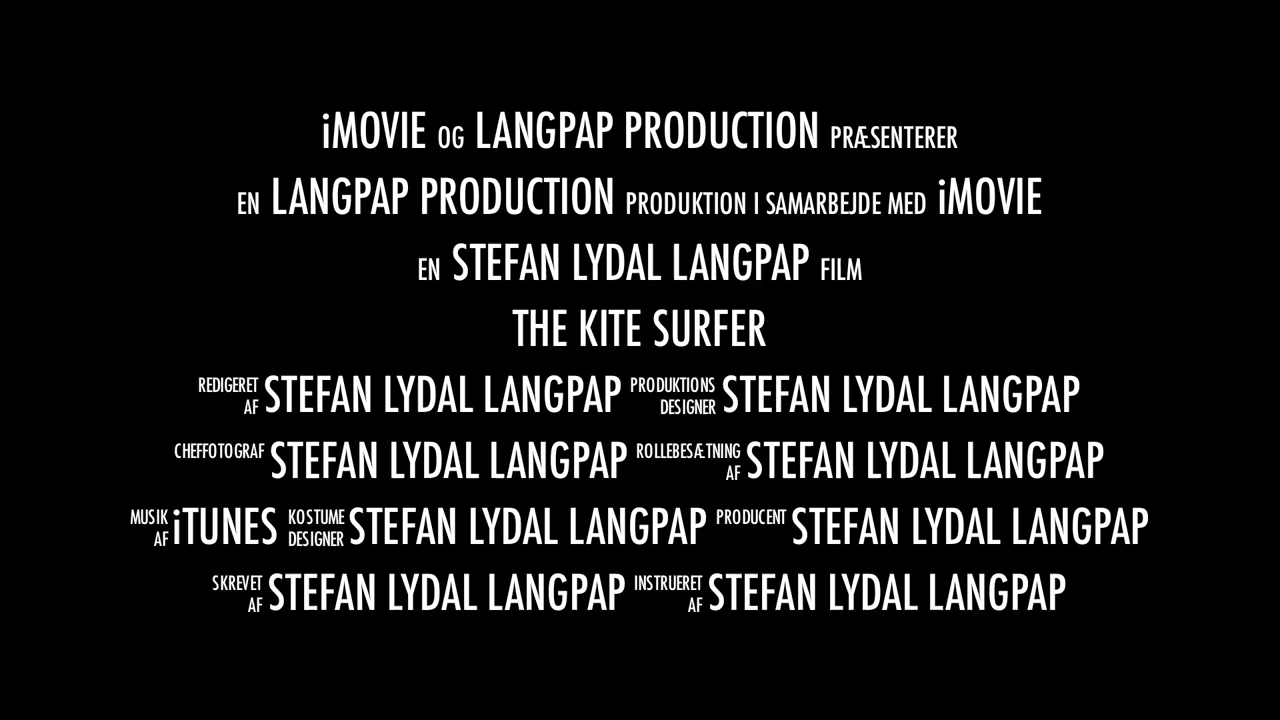 iMOVIE OG LANGPAP PRODUCTION PRÆSENTERER
EN LANGPAP PRODUCTION PRODUKTION I SAMARBEJDE MED iMOVIE
EN STEFAN LYDAL LANGPAP FILM
THE KITE SURFER
REDIGERET AF STEFAN LYDAL LANGPAP PRODUKTIONS DESIGNER STEFAN LYDAL LANGPAP
CHEFFOTOGRAF STEFAN LYDAL LANGPAP ROLLEBESÆTNING AF STEFAN LYDAL LANGPAP
MUSIK AF iTUNES KOSTUME DESIGNER STEFAN LYDAL LANGPAP PRODUCENT STEFAN LYDAL LANGPAP
SKREVET AF STEFAN LYDAL LANGPAP INSTRUERET AF STEFAN LYDAL LANGPAP